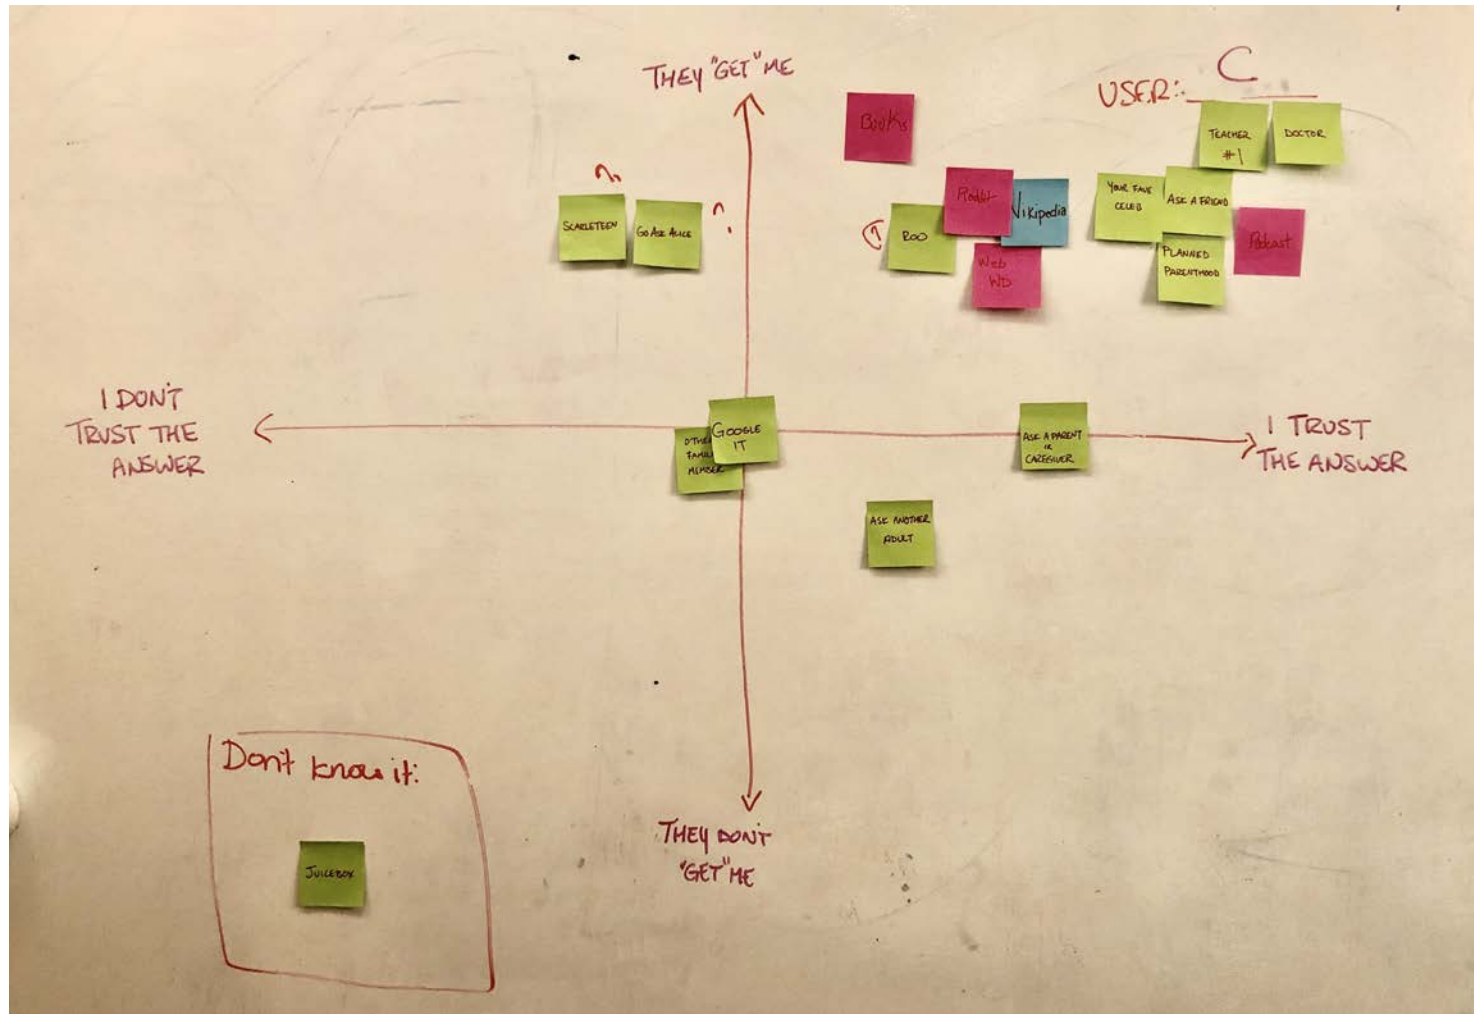 THEY "GET" ME
USER: C
Books
TEACHER
#1
DOCTOR
SCARLETEEN
GO ASK ALICE
?
?
ROO
Reddit
Wikipedia
Web
WD
YOUR FAVE
CELEB
ASK A FRIEND
PLANNED
PARENTHOOD
Podcast
I DON'T
TRUST THE
ANSWER
OTHER
FAMILY
MEMBER
GOOGLE
IT
ASK A PARENT
or
CAREGIVER
I TRUST
THE ANSWER
ASK ANOTHER
ADULT
Don't know it:
JUICEBOX
THEY DON'T
"GET" ME